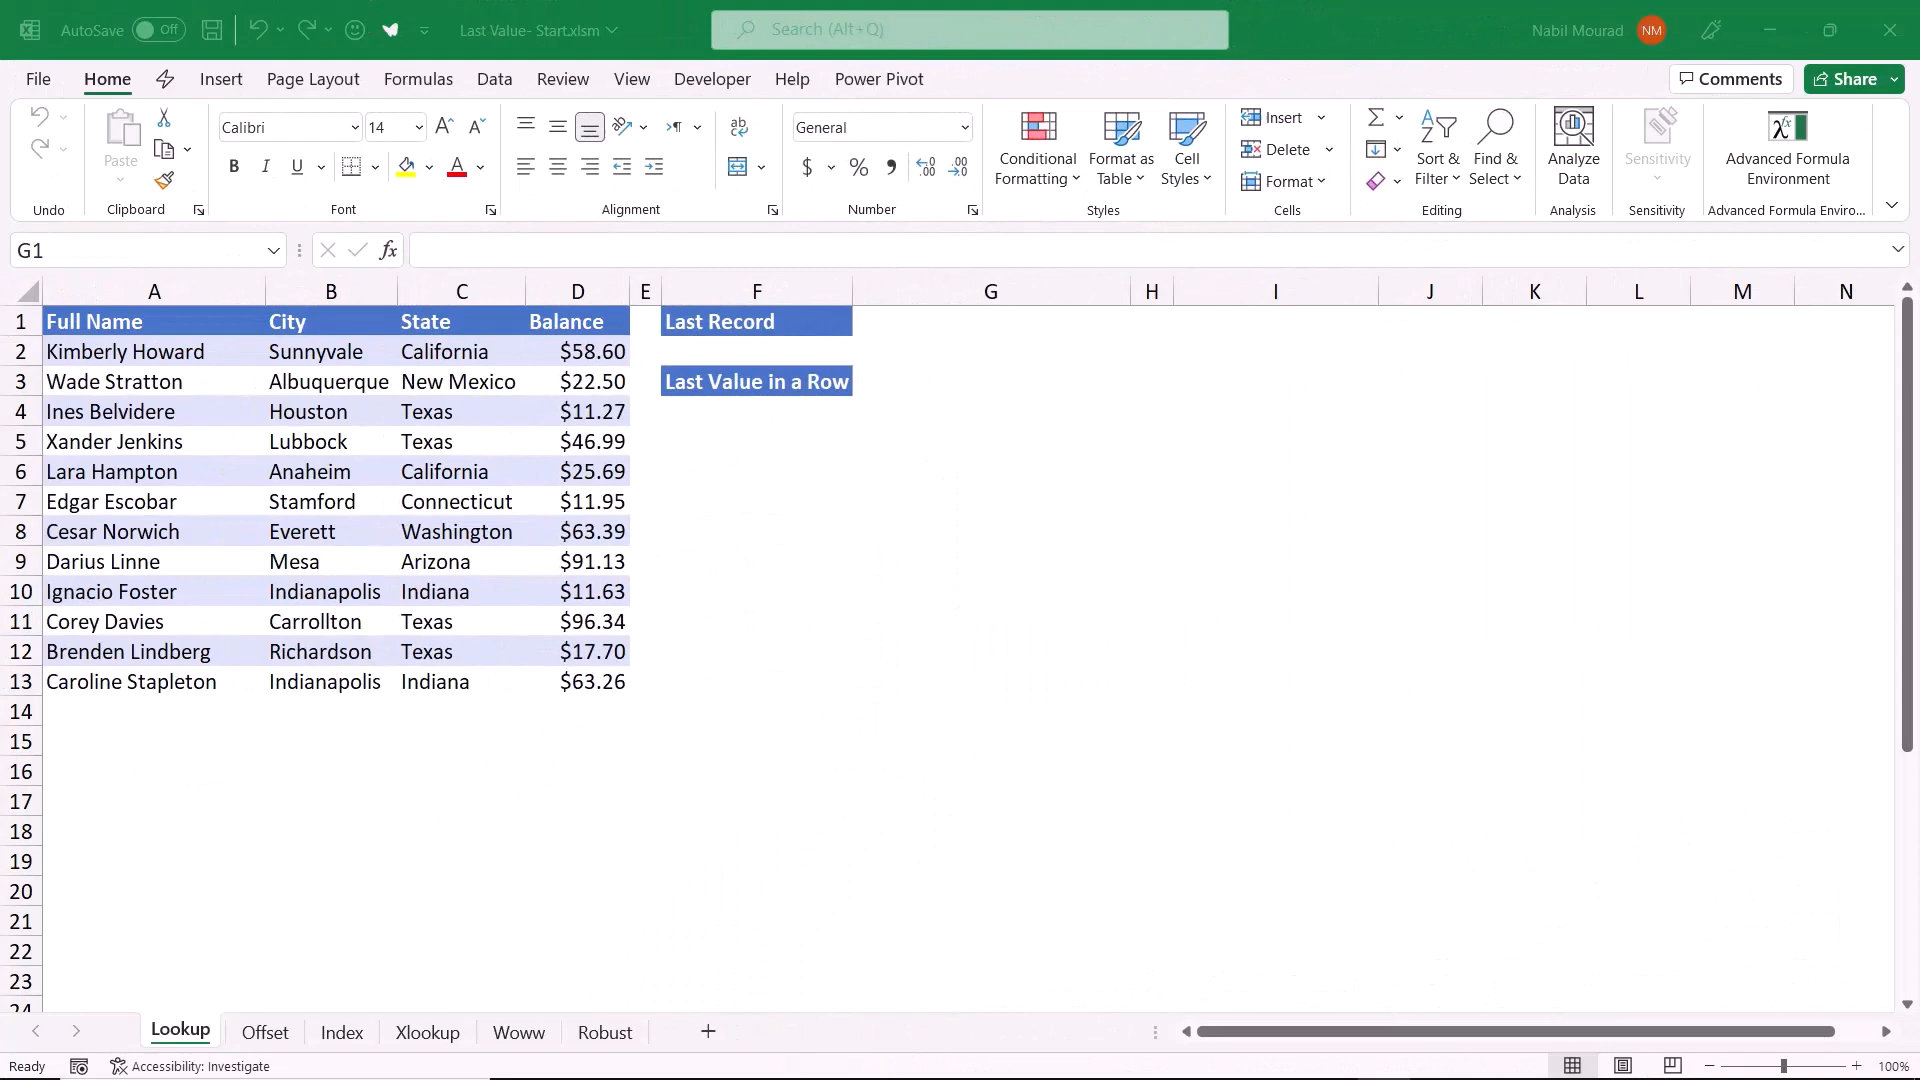 AutoSave Off Last Value- Start.xlsm Search (Alt+Q) Nabil Mourad NM
File Home Insert Page Layout Formulas Data Review View Developer Help Power Pivot Comments Share
Paste
Undo
Clipboard
Calibri 14
B I U A
Font
ab
Alignment
General
$ % 9 .00
Number
Conditional Formatting
Format as Table
Cell Styles
Styles
Insert
Delete
Format
Cells
Sort & Filter
Find & Select
Editing
Analyze Data
Analysis
Sensitivity
Sensitivity
Advanced Formula Environment
Advanced Formula Enviro...
G1 fx
A B C D E F G H I J K L M N
1 Full Name City State Balance Last Record
2 Kimberly Howard Sunnyvale California $58.60
3 Wade Stratton Albuquerque New Mexico $22.50 Last Value in a Row
4 Ines Belvidere Houston Texas $11.27
5 Xander Jenkins Lubbock Texas $46.99
6 Lara Hampton Anaheim California $25.69
7 Edgar Escobar Stamford Connecticut $11.95
8 Cesar Norwich Everett Washington $63.39
9 Darius Linne Mesa Arizona $91.13
10 Ignacio Foster Indianapolis Indiana $11.63
11 Corey Davies Carrollton Texas $96.34
12 Brenden Lindberg Richardson Texas $17.70
13 Caroline Stapleton Indianapolis Indiana $63.26
14
15
16
17
18
19
20
21
22
23
24
Lookup Offset Index Xlookup Woww Robust
Ready Accessibility: Investigate 100%